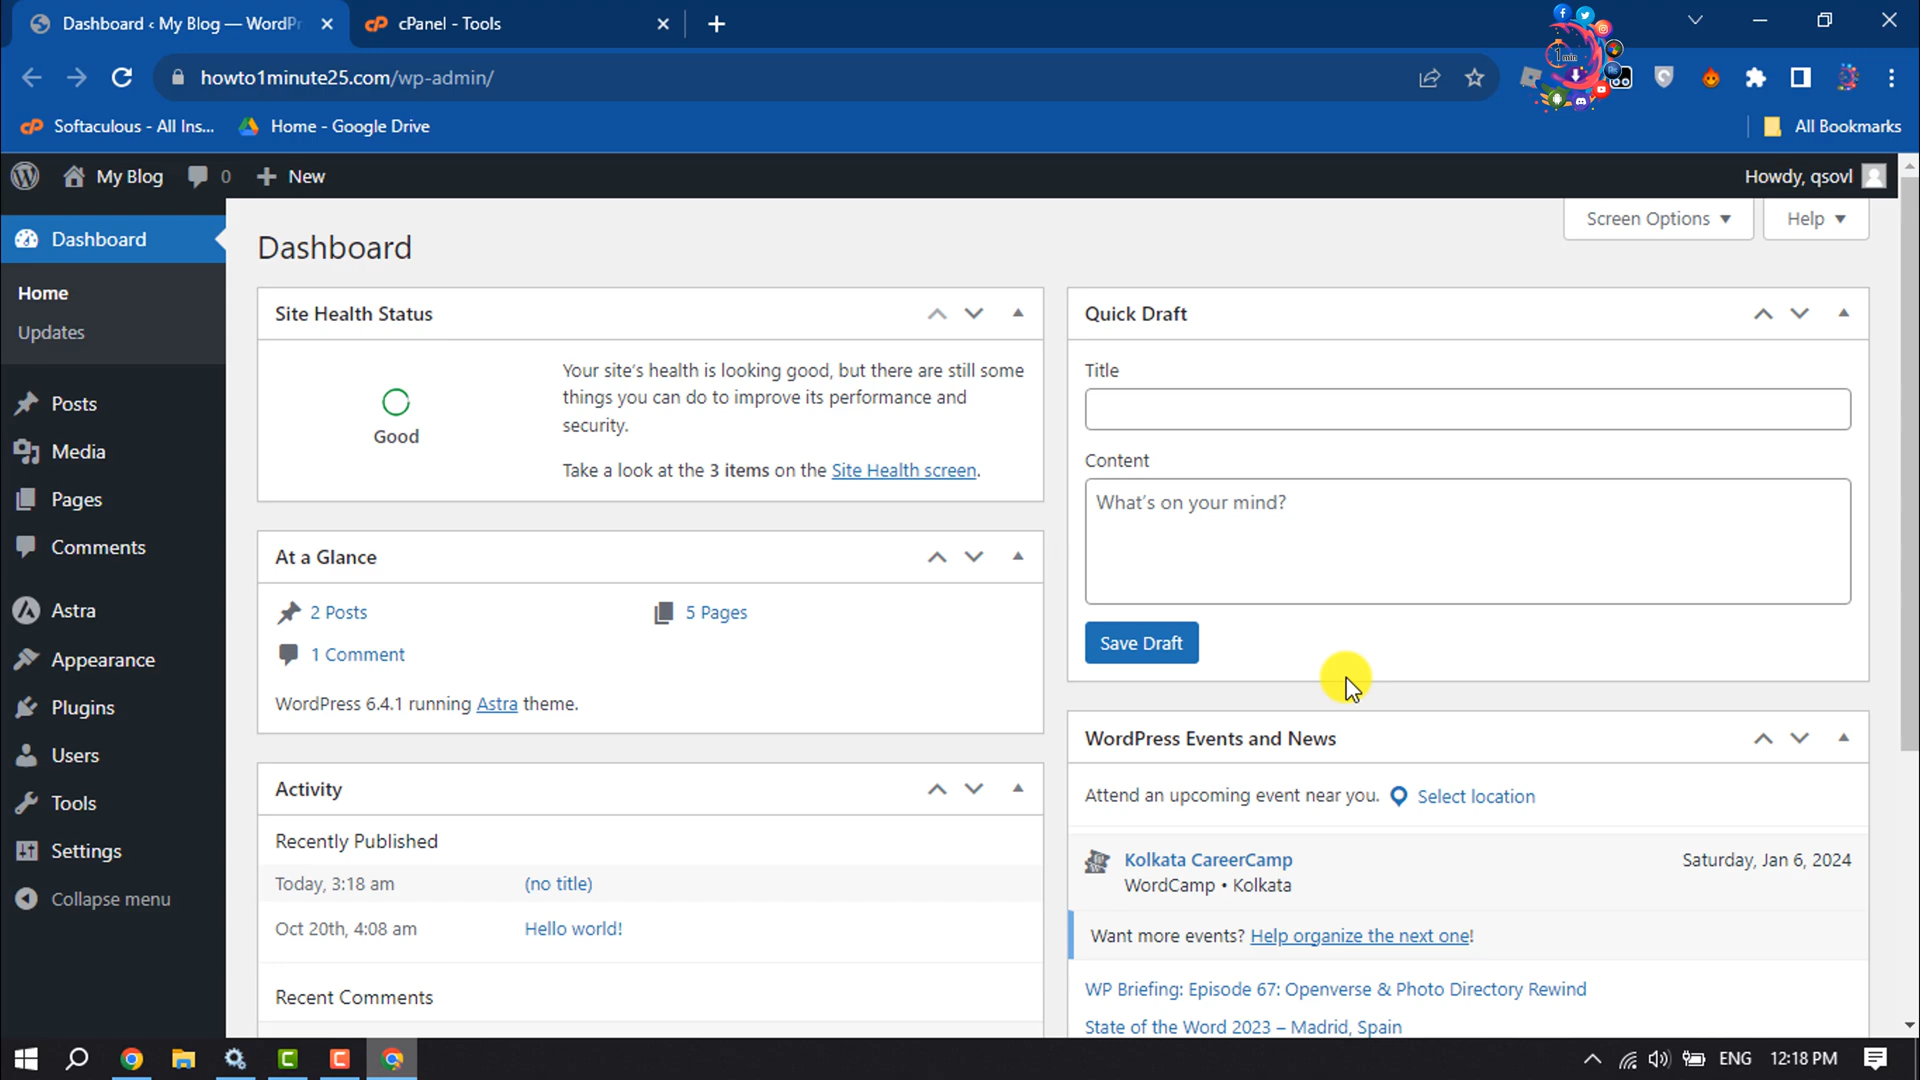 Dashboard ‹ My Blog — WordPr
cPanel - Tools
howto1minute25.com/wp-admin/
1 min
Softaculous - All Ins...
Home - Google Drive
All Bookmarks
My Blog
0
New
Howdy, qsovl
Dashboard
Home
Updates
Posts
Media
Pages
Comments
Astra
Appearance
Plugins
Users
Tools
Settings
Collapse menu
Screen Options
Help
Dashboard
Site Health Status
Good
Your site's health is looking good, but there are still some
things you can do to improve its performance and
security.
Take a look at the 3 items on the Site Health screen.
At a Glance
2 Posts
5 Pages
1 Comment
WordPress 6.4.1 running Astra theme.
Activity
Recently Published
Today, 3:18 am
(no title)
Oct 20th, 4:08 am
Hello world!
Recent Comments
Quick Draft
Title
Content
What's on your mind?
Save Draft
WordPress Events and News
Attend an upcoming event near you.
Select location
Kolkata CareerCamp
Saturday, Jan 6, 2024
WordCamp • Kolkata
Want more events? Help organize the next one!
WP Briefing: Episode 67: Openverse & Photo Directory Rewind
State of the Word 2023 – Madrid, Spain
ENG
12:18 PM